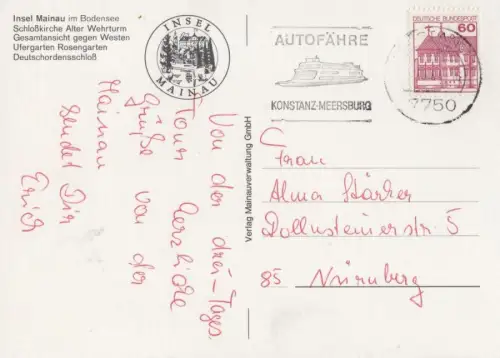 Insel Mainau im Bodensee
Schloßkirche Alter Wehrturm
Gesamtansicht gegen Westen
Ufergarten Rosengarten
Deutschordensschloß
INSEL
MAINAU
AUTOFÄHRE
KONSTANZ-MEERSBURG
DEUTSCHE BUNDESPOST
60
7750
Von der drei-Tages
Tour herzliche
Grüße von der
Mainau
sendet Dir
Erich
Verlag Mainauverwaltung GmbH
Frau
Alma Stärker
Dollnsteinerstr. 5
85 Nürnberg